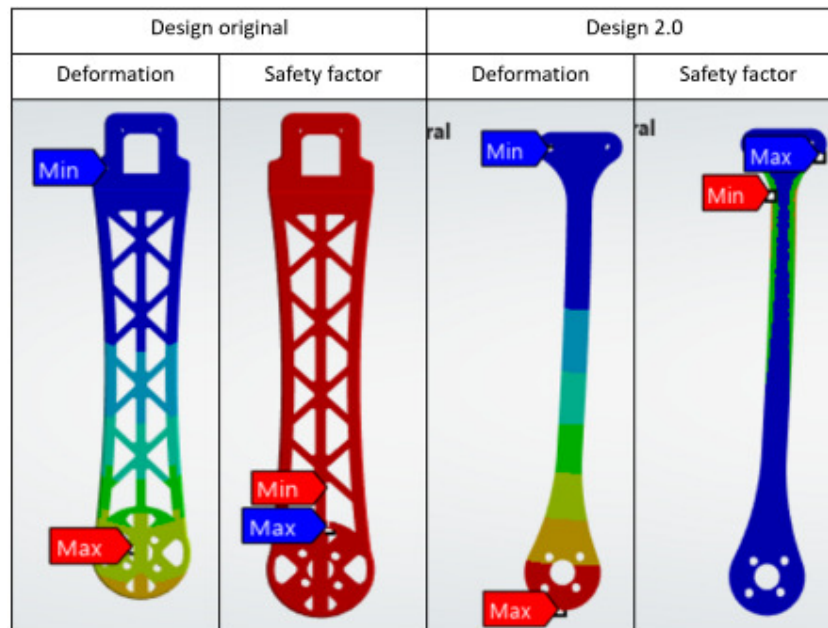 Design original Design 2.0
Deformation Safety factor Deformation Safety factor
ral ral
Min Min Max
Min
Min
Max
Max
Max